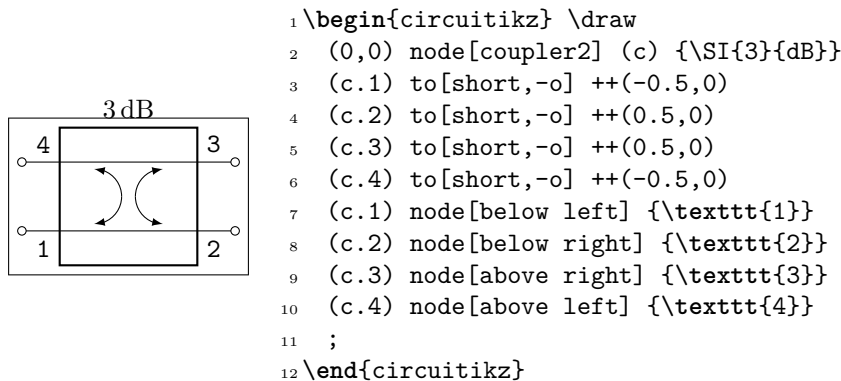 3 dB
4 3
1 2
1 \begin{circuitikz} \draw
2   (0,0) node[coupler2] (c) {\SI{3}{dB}}
3   (c.1) to[short,-o] ++(-0.5,0)
4   (c.2) to[short,-o] ++(0.5,0)
5   (c.3) to[short,-o] ++(0.5,0)
6   (c.4) to[short,-o] ++(-0.5,0)
7   (c.1) node[below left] {\texttt{1}}
8   (c.2) node[below right] {\texttt{2}}
9   (c.3) node[above right] {\texttt{3}}
10   (c.4) node[above left] {\texttt{4}}
11   ;
12 \end{circuitikz}